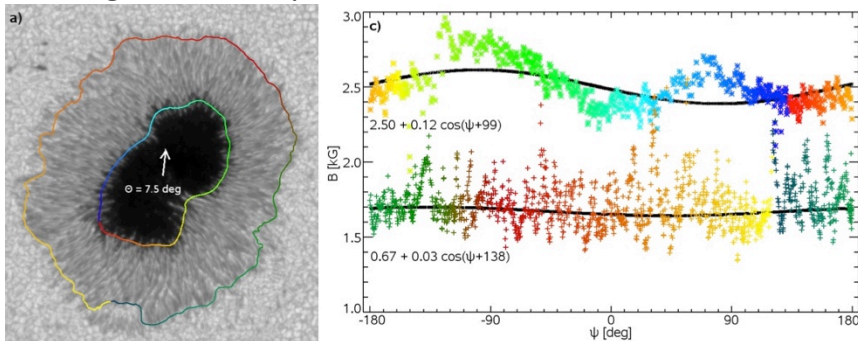 a)
Θ = 7.5 deg
c)
3.0
2.5
2.0
1.5
1.0
B [kG]
2.50 + 0.12 cos(ψ+99)
0.67 + 0.03 cos(ψ+138)
-180
-90
0
90
180
ψ [deg]